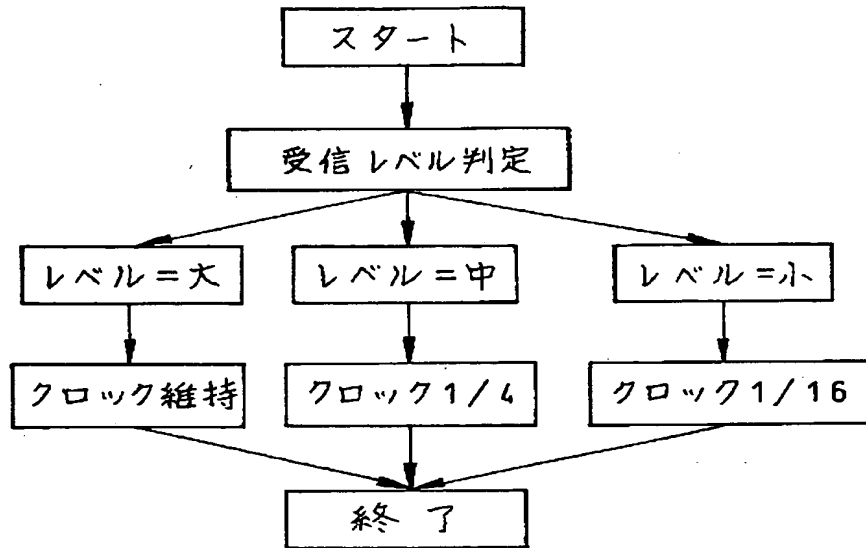 スタート
受信レベル判定
レベル=大
レベル=中
レベル=小
クロック維持
クロック1/4
クロック1/16
終了